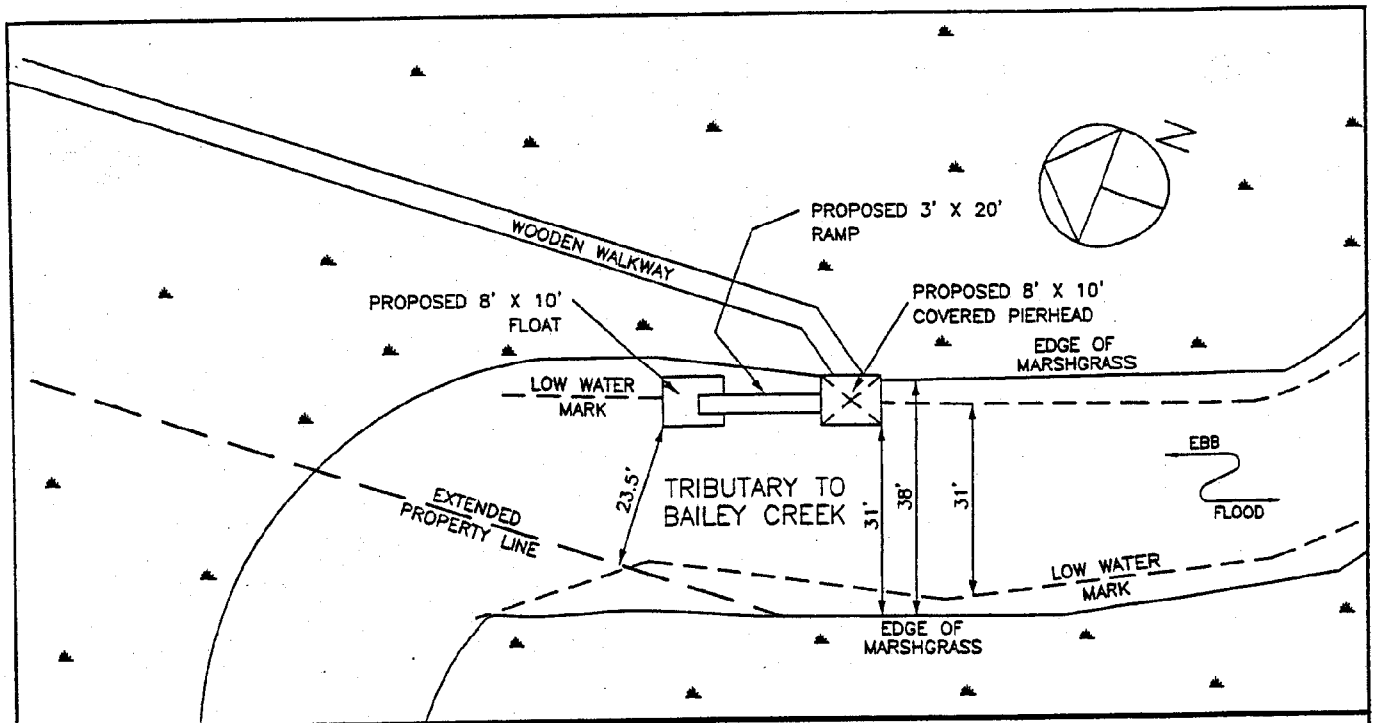 N
PROPOSED 3' X 20'
RAMP
WOODEN WALKWAY
PROPOSED 8' X 10'
FLOAT
PROPOSED 8' X 10'
COVERED PIERHEAD
EDGE OF
MARSHGRASS
LOW WATER
MARK
EBB
FLOOD
23.5'
TRIBUTARY TO
BAILEY CREEK
31'
38'
31'
EXTENDED
PROPERTY LINE
LOW WATER
MARK
EDGE OF
MARSHGRASS